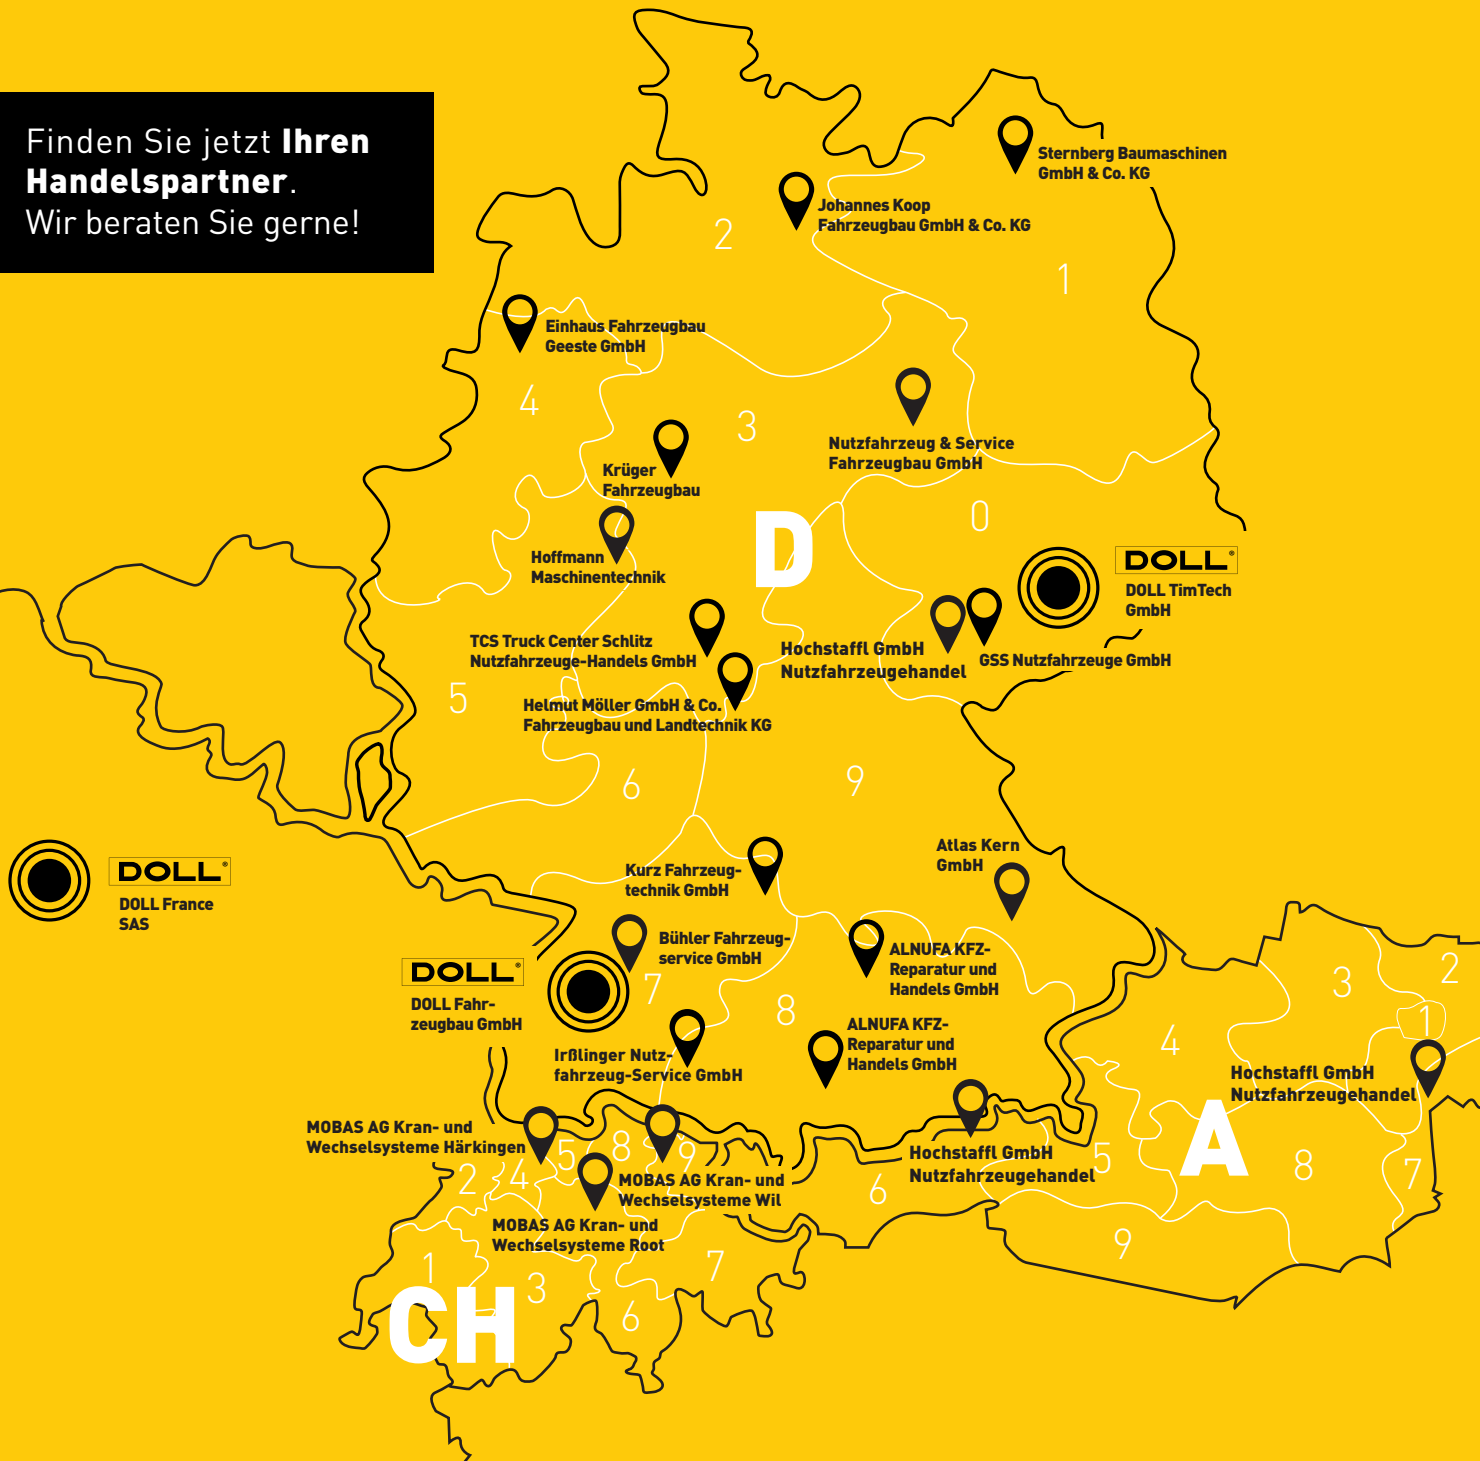 Finden Sie jetzt Ihren
Handelspartner.
Wir beraten Sie gerne!
Sternberg Baumaschinen
GmbH & Co. KG
Johannes Koop
Fahrzeugbau GmbH & Co. KG
2
1
Einhaus Fahrzeugbau
Geeste GmbH
4
3
Nutzfahrzeug & Service
Fahrzeugbau GmbH
Krüger
Fahrzeugbau
0
D
Hoffmann
Maschinentechnik
DOLL®
DOLL TimTech
GmbH
TCS Truck Center Schlitz
Nutzfahrzeuge-Handels GmbH
Hochstaffl GmbH
Nutzfahrzeugehandel
GSS Nutzfahrzeuge GmbH
5
Helmut Möller GmbH & Co.
Fahrzeugbau und Landtechnik KG
6
9
DOLL®
DOLL France
SAS
Kurz Fahrzeug-
technik GmbH
Atlas Kern
GmbH
Bühler Fahrzeug-
service GmbH
ALNUFA KFZ-
Reparatur und
Handels GmbH
DOLL®
DOLL Fahr-
zeugbau GmbH
7
8
ALNUFA KFZ-
Reparatur und
Handels GmbH
Irßlinger Nutz-
fahrzeug-Service GmbH
3
2
1
4
Hochstaffl GmbH
Nutzfahrzeugehandel
A
MOBAS AG Kran- und
Wechselsysteme Härkingen
Hochstaffl GmbH
Nutzfahrzeugehandel
5
8
7
6
9
2
4
5
8
9
MOBAS AG Kran- und
Wechselsysteme Wil
MOBAS AG Kran- und
Wechselsysteme Root
1
3
7
6
CH